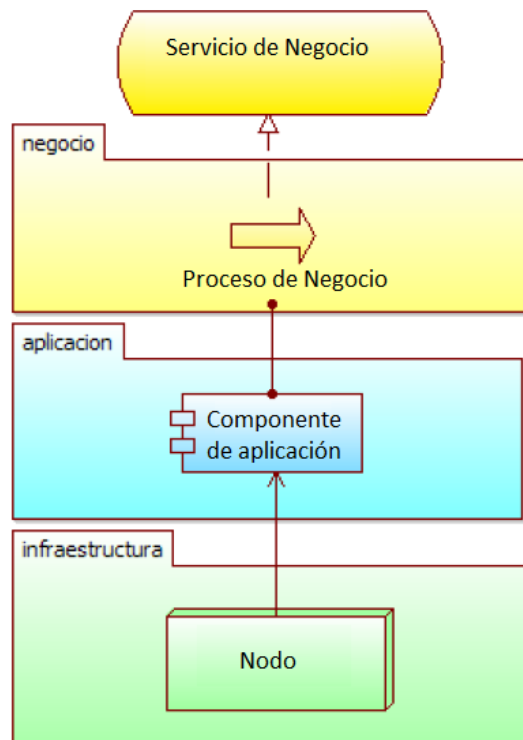 Servicio de Negocio
negocio
Proceso de Negocio
aplicacion
Componente
de aplicación
infraestructura
Nodo